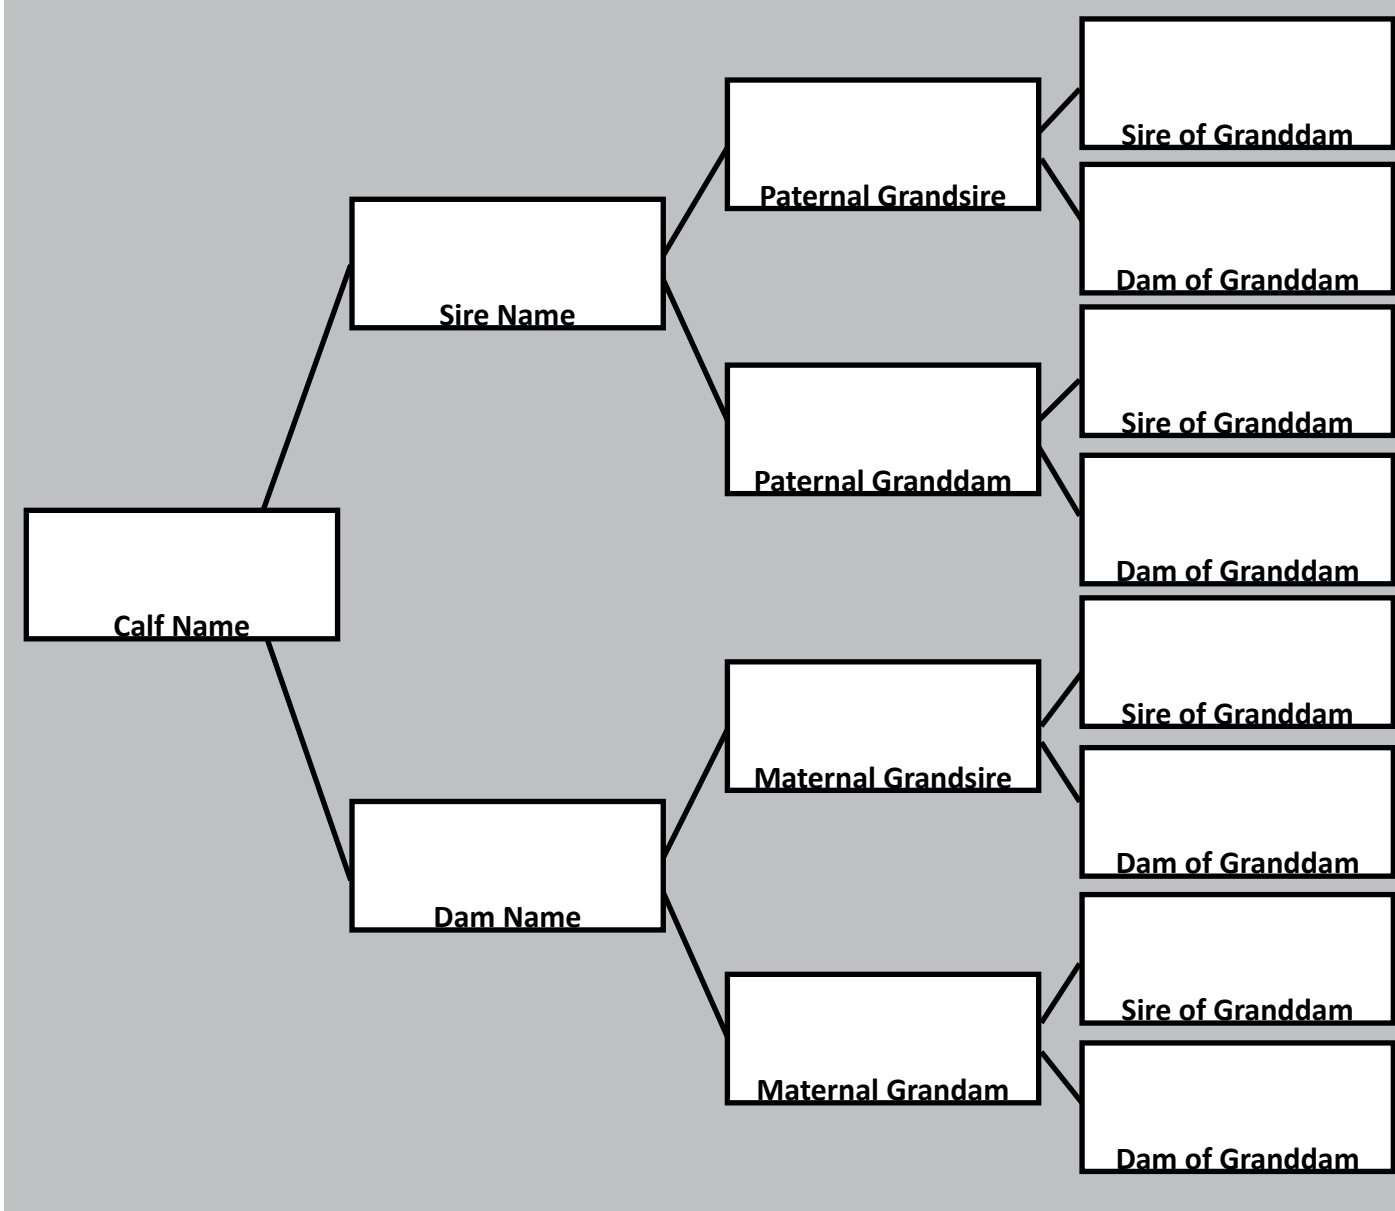 Sire of Granddam
Paternal Grandsire
Dam of Granddam
Sire Name
Sire of Granddam
Paternal Granddam
Dam of Granddam
Calf Name
Sire of Granddam
Maternal Grandsire
Dam of Granddam
Dam Name
Sire of Granddam
Maternal Grandam
Dam of Granddam